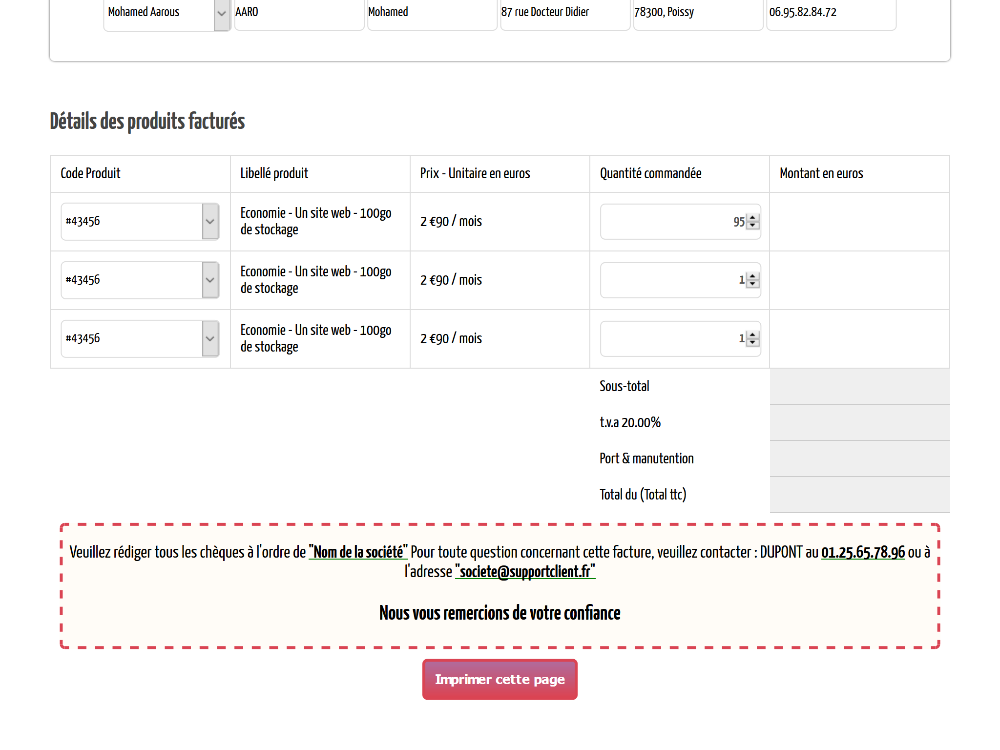 Mohamed Aarous AARO Mohamed 87 rue Docteur Didier 78300, Poissy 06.95.82.84.72
Détails des produits facturés
Code Produit Libellé produit Prix - Unitaire en euros Quantité commandée Montant en euros
#43456 Economie - Un site web - 100go de stockage 2 €90 / mois 95
#43456 Economie - Un site web - 100go de stockage 2 €90 / mois 1
#43456 Economie - Un site web - 100go de stockage 2 €90 / mois 1
Sous-total
t.v.a 20.00%
Port & manutention
Total du (Total ttc)
Veuillez rédiger tous les chèques à l'ordre de "Nom de la société" Pour toute question concernant cette facture, veuillez contacter : DUPONT au 01.25.65.78.96 ou à
l'adresse "societe@supportclient.fr"
Nous vous remercions de votre confiance
Imprimer cette page